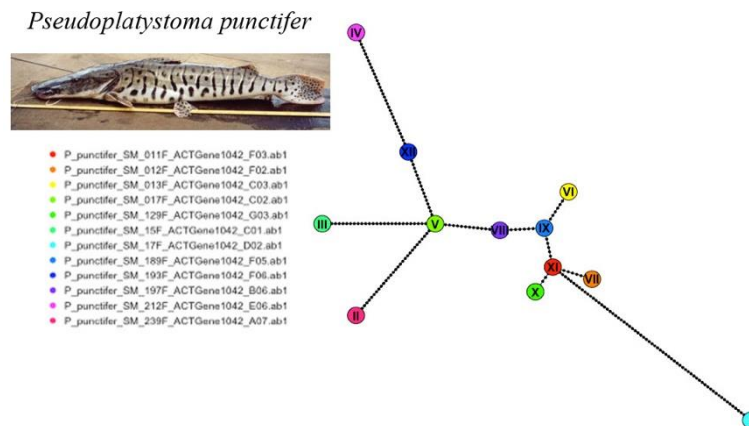 Pseudoplatystoma punctifer
P_punctifer_SM_011F_ACTGene1042_F03.ab1
P_punctifer_SM_012F_ACTGene1042_F02.ab1
P_punctifer_SM_013F_ACTGene1042_C03.ab1
P_punctifer_SM_017F_ACTGene1042_C02.ab1
P_punctifer_SM_129F_ACTGene1042_G03.ab1
P_punctifer_SM_15F_ACTGene1042_C01.ab1
P_punctifer_SM_17F_ACTGene1042_D02.ab1
P_punctifer_SM_189F_ACTGene1042_F05.ab1
P_punctifer_SM_193F_ACTGene1042_F06.ab1
P_punctifer_SM_197F_ACTGene1042_B06.ab1
P_punctifer_SM_212F_ACTGene1042_E06.ab1
P_punctifer_SM_239F_ACTGene1042_A07.ab1
IV
XII
VI
III
V
VIII
IX
XI
VII
X
II